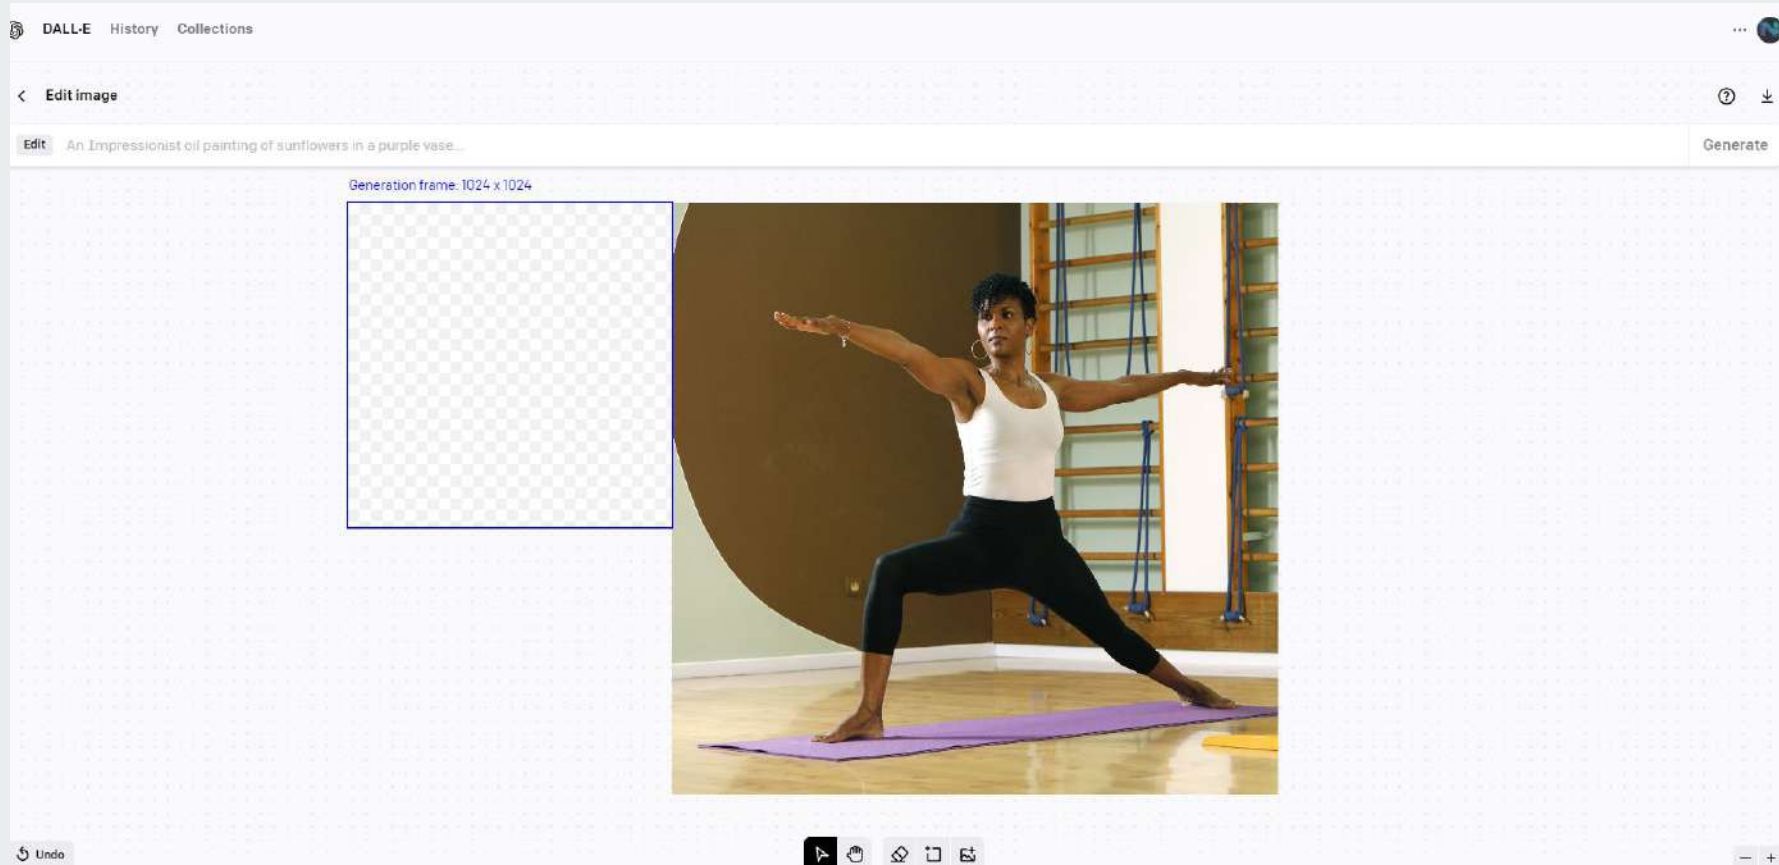 DALL·E History Collections
Edit image
Edit An Impressionist oil painting of sunflowers in a purple vase...
Generate
Generation frame: 1024 x 1024
Undo